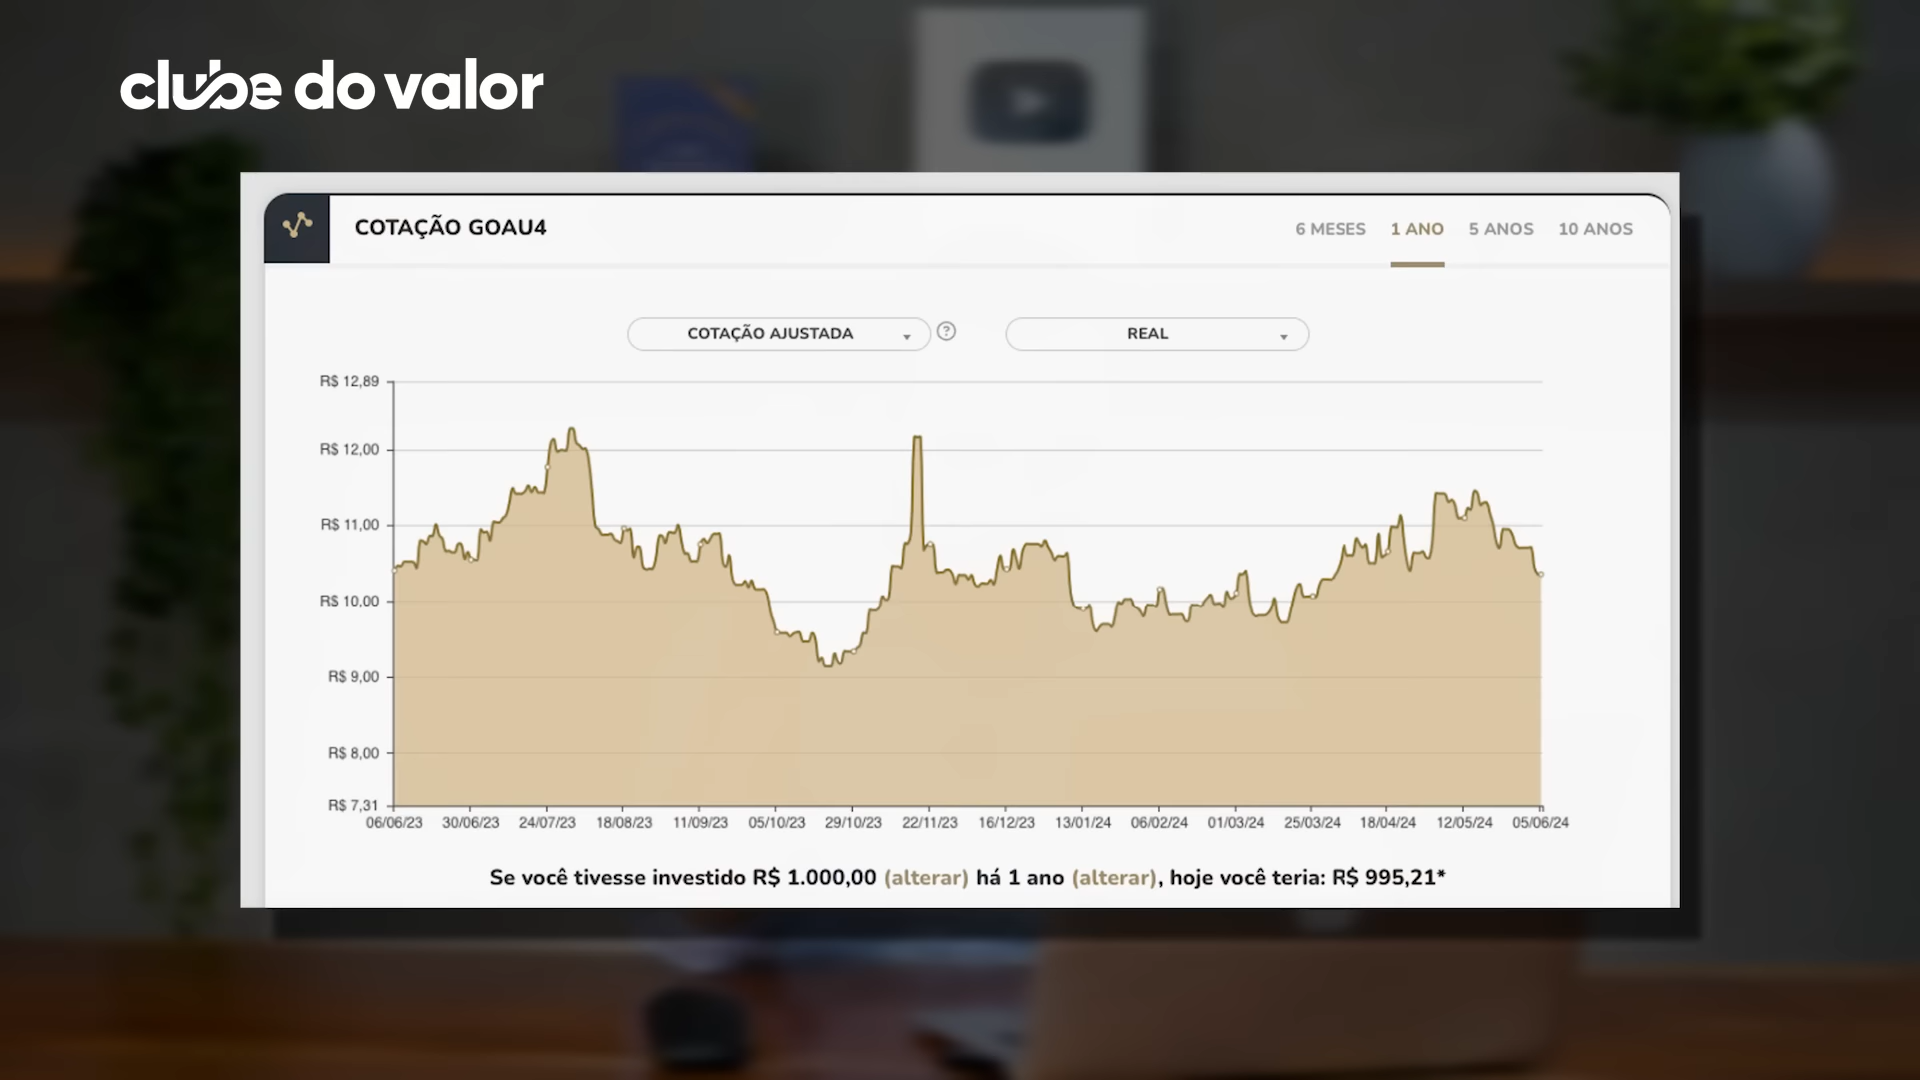 clube do valor
COTAÇÃO GOAU4
6 MESES 1 ANO 5 ANOS 10 ANOS
COTAÇÃO AJUSTADA ? REAL
R$ 12,89
R$ 12,00
R$ 11,00
R$ 10,00
R$ 9,00
R$ 8,00
R$ 7,31
06/06/23 30/06/23 24/07/23 18/08/23 11/09/23 05/10/23 29/10/23 22/11/23 16/12/23 13/01/24 06/02/24 01/03/24 25/03/24 18/04/24 12/05/24 05/06/24
Se você tivesse investido R$ 1.000,00 (alterar) há 1 ano (alterar), hoje você teria: R$ 995,21*